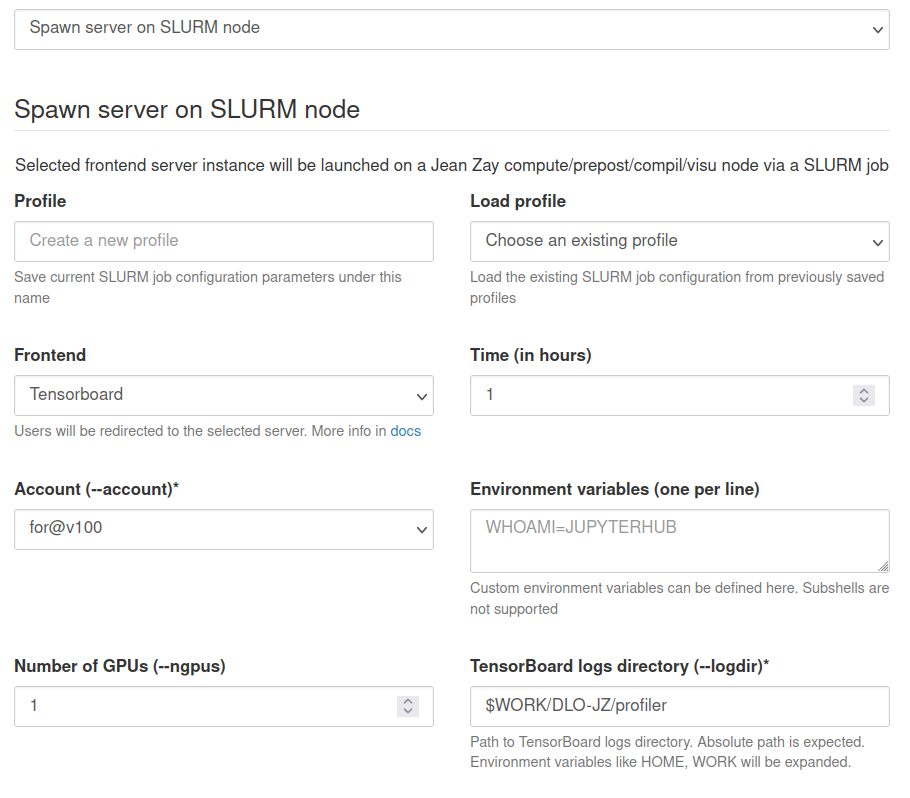 Spawn server on SLURM node
Spawn server on SLURM node
Selected frontend server instance will be launched on a Jean Zay compute/prepost/compil/visu node via a SLURM job
Profile
Create a new profile
Save current SLURM job configuration parameters under this
name
Load profile
Choose an existing profile
Load the existing SLURM job configuration from previously saved
profiles
Frontend
Tensorboard
Users will be redirected to the selected server. More info in docs
Time (in hours)
1
Account (--account)*
for@v100
Environment variables (one per line)
WHOAMI=JUPYTERHUB
Custom environment variables can be defined here. Subshells are
not supported
Number of GPUs (--ngpus)
1
TensorBoard logs directory (--logdir)*
$WORK/DLO-JZ/profiler
Path to TensorBoard logs directory. Absolute path is expected.
Environment variables like HOME, WORK will be expanded.